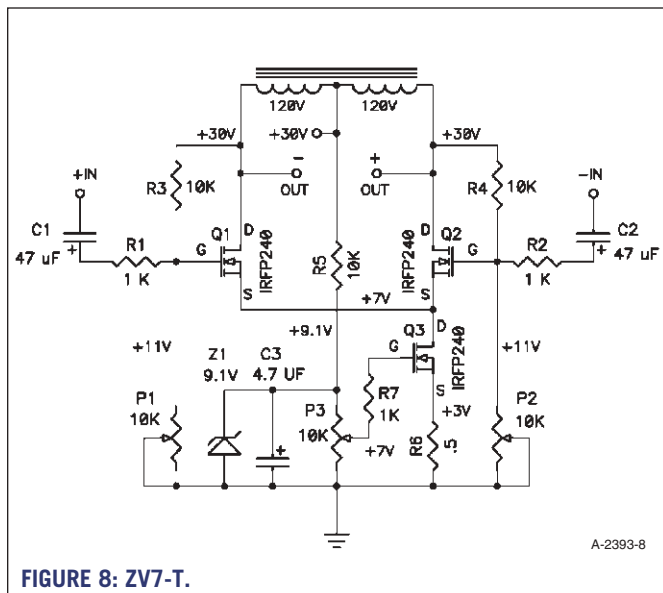 120V 120V
+30V +30V +30V
- + 
+IN R3 10K OUT OUT R4 10K -IN
C1 Q1 D D Q2 C2
47 uF R1 G IRFP240 R5 10K IRFP240 G R2 47 uF
+ 1 K S +7V S 1 K +
+9.1V D
Q3
+11V Z1 C3 G IRFP240 +11V
9.1V 4.7 UF R7 S
P1 P3 1K +3V P2
10K 10K R6 .5 10K
+ +7V
A-2393-8
FIGURE 8: ZV7-T.